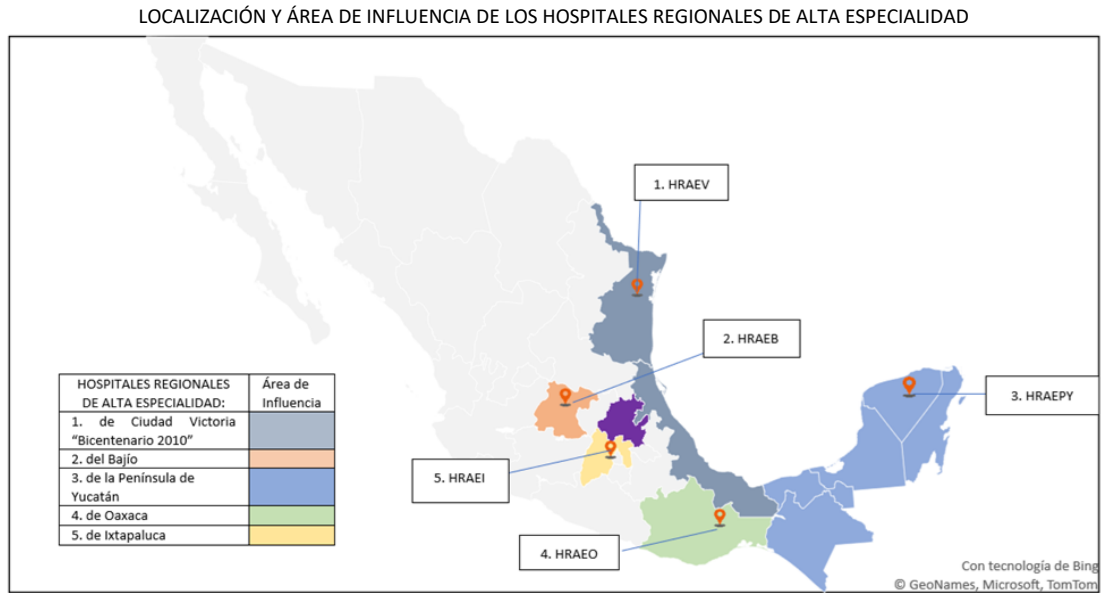 LOCALIZACIÓN Y ÁREA DE INFLUENCIA DE LOS HOSPITALES REGIONALES DE ALTA ESPECIALIDAD
1. HRAEV
2. HRAEB
3. HRAEPY
5. HRAEI
4. HRAEO
HOSPITALES REGIONALES
DE ALTA ESPECIALIDAD:
Área de
Influencia
1. de Ciudad Victoria
“Bicentenario 2010”
2. del Bajío
3. de la Península de
Yucatán
4. de Oaxaca
5. de Ixtapaluca
Con tecnología de Bing
© GeoNames, Microsoft, TomTom